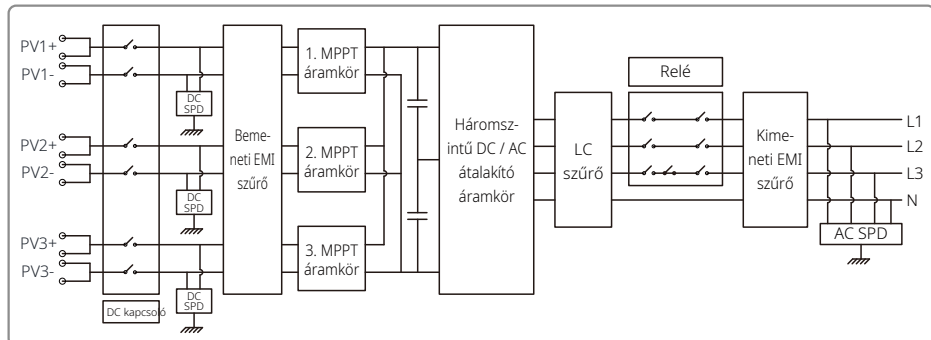 PV1+
PV1-
PV2+
PV2-
PV3+
PV3-
DC kapcsoló
DC
SPD
DC
SPD
DC
SPD
Beme-
neti EMI
szűrő
1. MPPT
áramkör
2. MPPT
áramkör
3. MPPT
áramkör
Háromsz-
intű DC / AC
átalakító
áramkör
LC
szűrő
Relé
Kime-
neti EMI
szűrő
L1
L2
L3
N
AC SPD